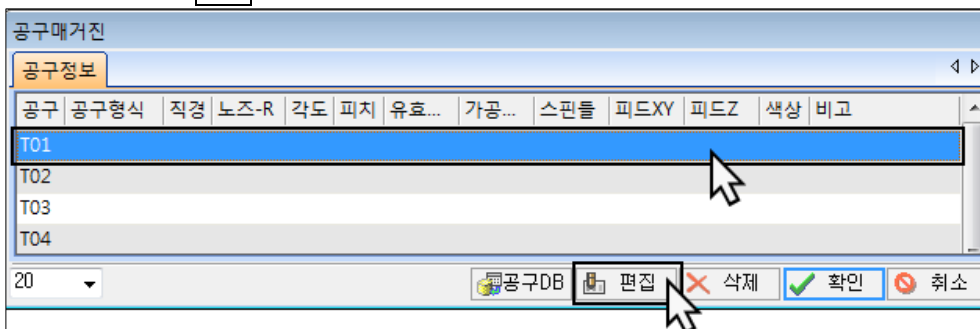 공구매거진
공구정보
공구 공구형식 직경 노즈-R 각도 피치 유효... 가공... 스핀들 피드XY 피드Z 색상 비고
T01
T02
T03
T04
20 공구DB 편집 삭제 확인 취소